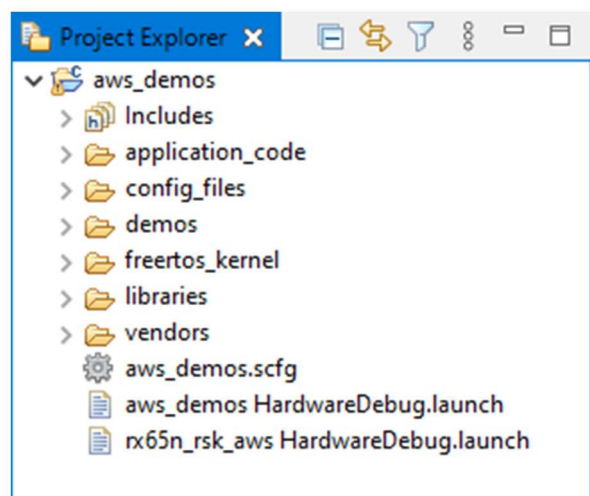 Project Explorer
aws_demos
Includes
application_code
config_files
demos
freertos_kernel
libraries
vendors
aws_demos.scfg
aws_demos HardwareDebug.launch
rx65n_rsk_aws HardwareDebug.launch